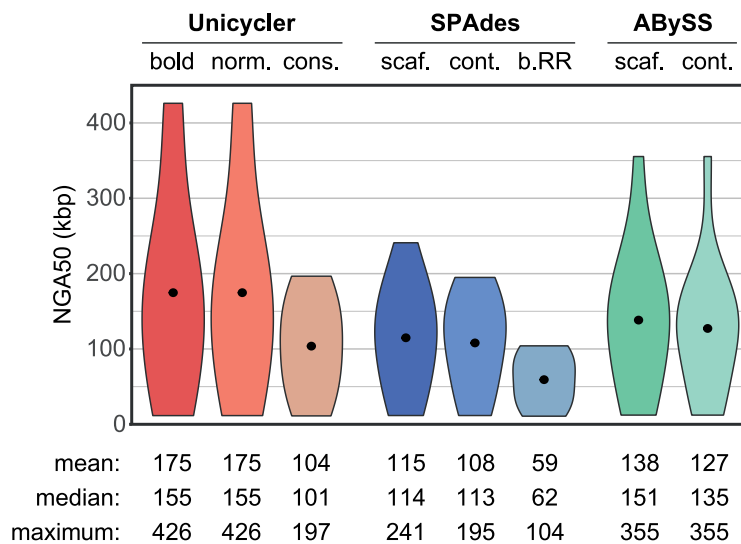 Unicycler SPAdes ABySS
bold norm. cons. scaf. cont. b.RR scaf. cont.
400
300
200
100
0
NGA50 (kbp)
mean: 175 175 104 115 108 59 138 127
median: 155 155 101 114 113 62 151 135
maximum: 426 426 197 241 195 104 355 355